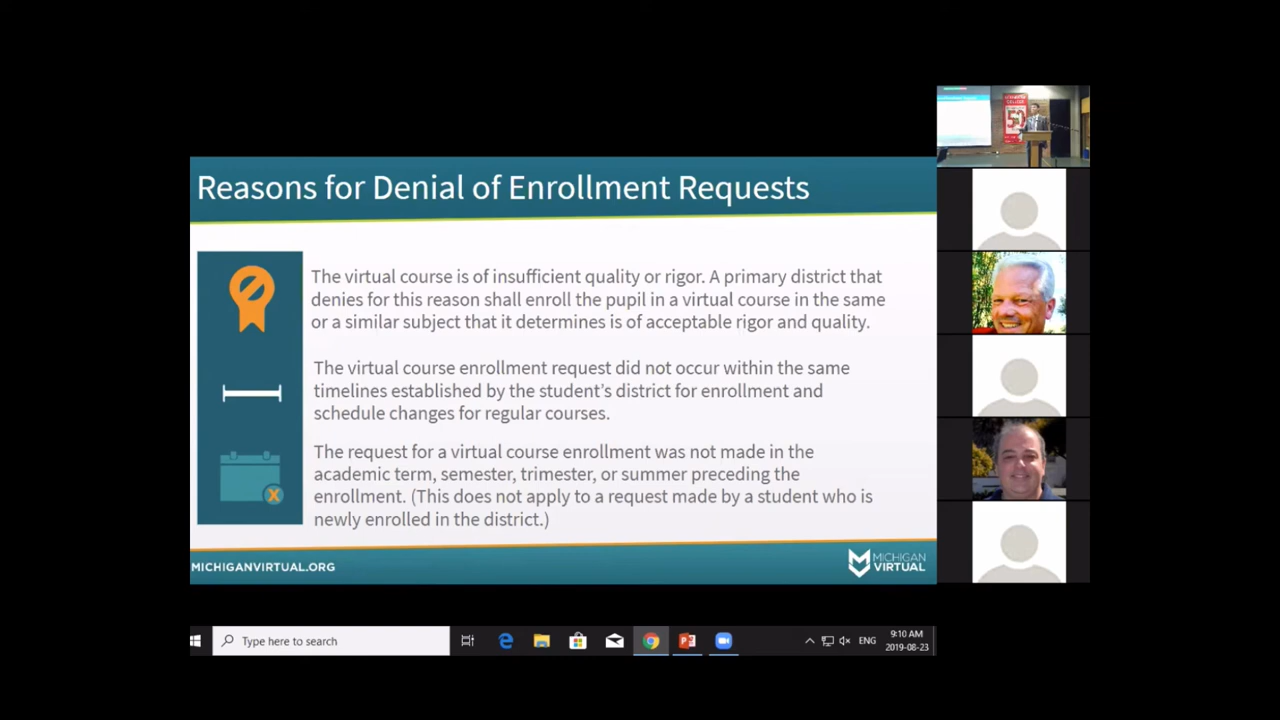 Reasons for Denial of Enrollment Requests
The virtual course is of insufficient quality or rigor. A primary district that
denies for this reason shall enroll the pupil in a virtual course in the same
or a similar subject that it determines is of acceptable rigor and quality.
The virtual course enrollment request did not occur within the same
timelines established by the student's district for enrollment and
schedule changes for regular courses.
The request for a virtual course enrollment was not made in the
academic term, semester, trimester, or summer preceding the
enrollment. (This does not apply to a request made by a student who is
newly enrolled in the district.)
MICHIGANVIRTUAL.ORG
MICHIGAN
VIRTUAL
Type here to search
ENG
9:10 AM
2019-08-23
50